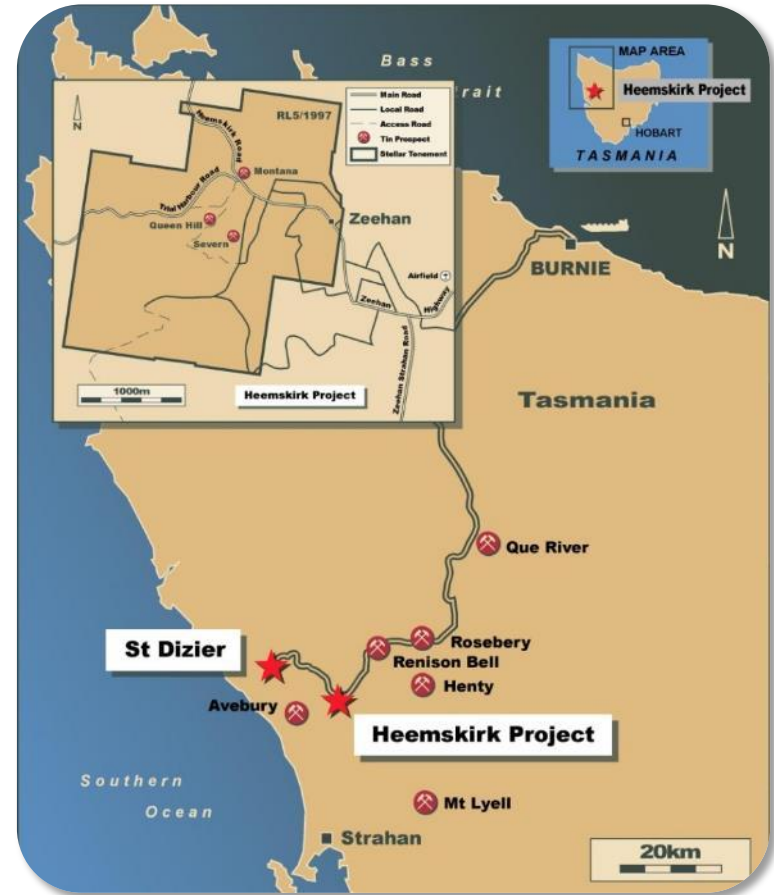 Bass
rait
MAP AREA
Heemskirk Project
HOBART
TASMANIA
N
BURNIE
Tasmania
N
RL5/1997
Main Road
Local Road
Access Road
Tin Prospect
Stellar Tenement
Heemskirk Road
Montana
Trial Harbour Road
Queen Hill
Severn
Zeehan
Airfield
Zeehan
Highway
Zeehan Strahan Road
1000m
Heemskirk Project
Que River
St Dizier
Rosebery
Renison Bell
Henty
Avebury
Heemskirk Project
Southern
Ocean
Mt Lyell
Strahan
20km